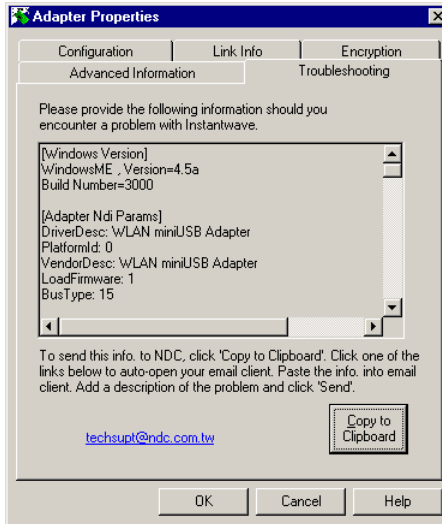 Adapter Properties
Configuration
Link Info
Encryption
Advanced Information
Troubleshooting
Please provide the following information should you
encounter a problem with Instantwave.
[Windows Version]
WindowsME , Version=4.5a
Build Number=3000
[Adapter Ndi Params]
DriverDesc: WLAN miniUSB Adapter
PlatformId: 0
VendorDesc: WLAN miniUSB Adapter
LoadFirmware: 1
BusType: 15
To send this info. to NDC, click 'Copy to Clipboard'. Click one of the
links below to auto-open your email client. Paste the info. into email
client. Add a description of the problem and click 'Send'.
techsupt@ndc.com.tw
Copy to
Clipboard
OK
Cancel
Help